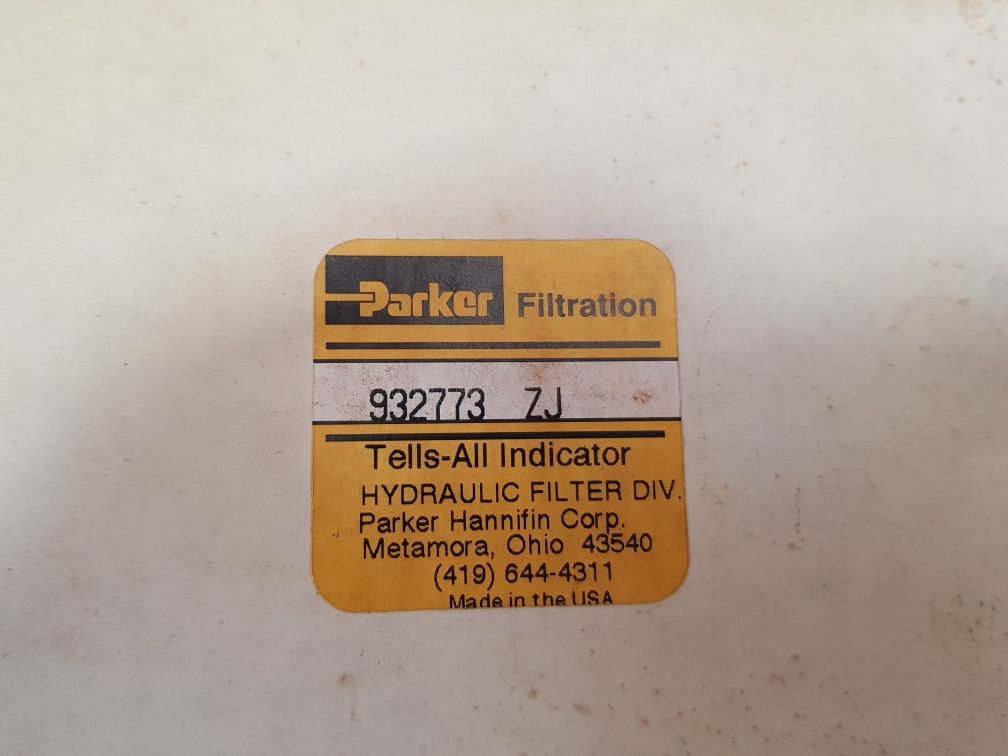 Parker Filtration
932773 ZJ
Tells-All Indicator
HYDRAULIC FILTER DIV.
Parker Hannifin Corp.
Metamora, Ohio 43540
(419) 644-4311
Made in the USA